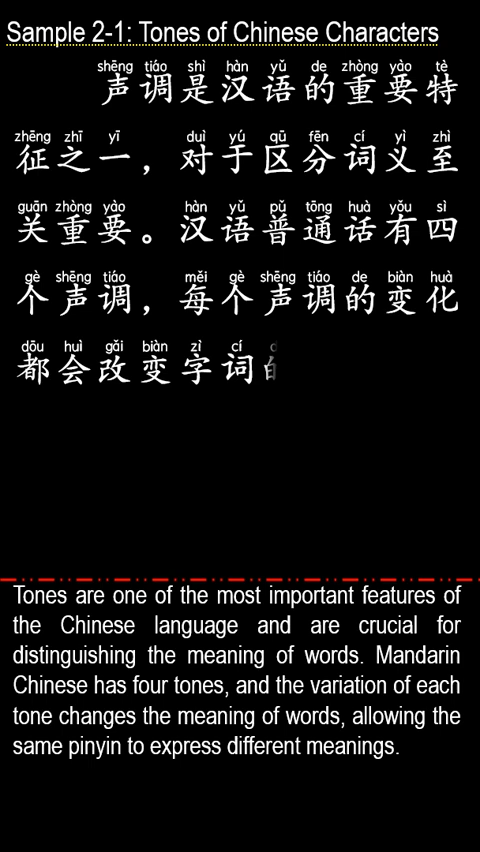 Sample 2-1: Tones of Chinese Characters
shēng tiáo shì hàn yǔ de zhòng yào tè
声调是汉语的重要特
zhēng zhī yī duì yú qū fēn cí yì zhì
征之一，对于区分词义至
guān zhòng yào hàn yǔ pǔ tōng huà yǒu sì
关重要。汉语普通话有四
gè shēng tiáo měi gè shēng tiáo de biàn huà
个声调，每个声调的变化
dōu huì gǎi biàn zì cí
都会改变字词
Tones are one of the most important features of
the Chinese language and are crucial for
distinguishing the meaning of words. Mandarin
Chinese has four tones, and the variation of each
tone changes the meaning of words, allowing the
same pinyin to express different meanings.